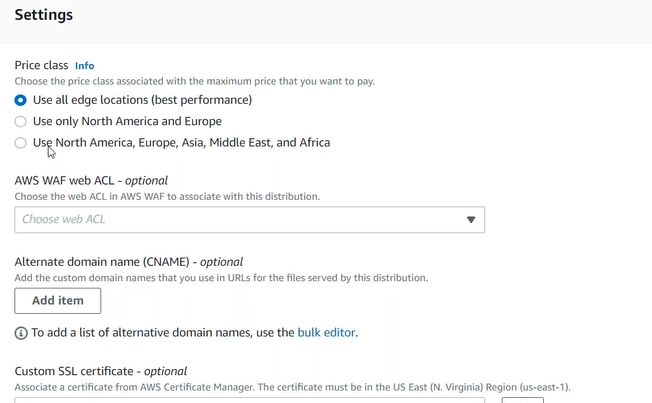 Settings
Price class Info
Choose the price class associated with the maximum price that you want to pay.
Use all edge locations (best performance)
Use only North America and Europe
Use North America, Europe, Asia, Middle East, and Africa
AWS WAF web ACL - optional
Choose the web ACL in AWS WAF to associate with this distribution.
Choose web ACL
Alternate domain name (CNAME) - optional
Add the custom domain names that you use in URLs for the files served by this distribution.
Add item
To add a list of alternative domain names, use the bulk editor.
Custom SSL certificate - optional
Associate a certificate from AWS Certificate Manager. The certificate must be in the US East (N. Virginia) Region (us-east-1).